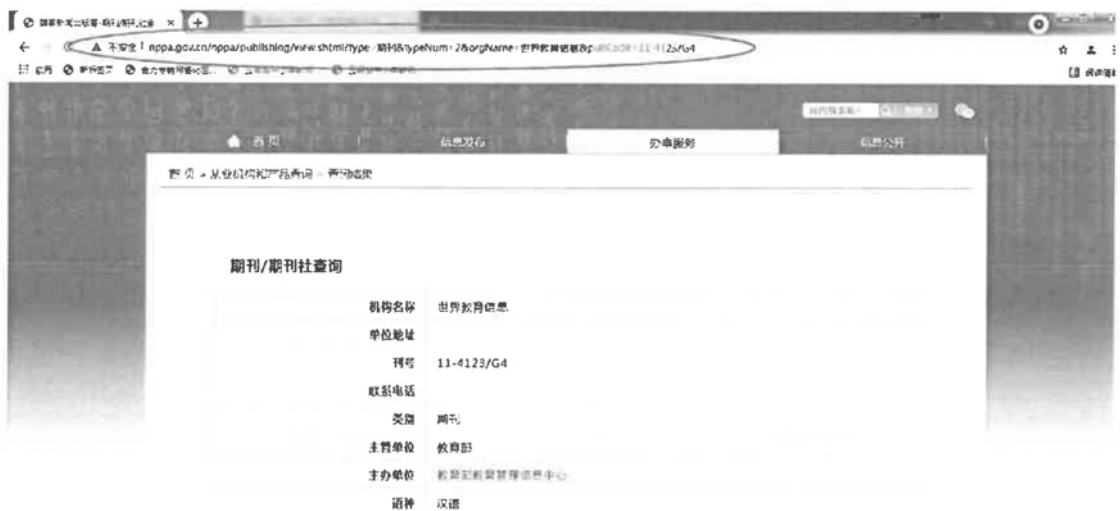 不安全 nppa.gov.cn/nppa/publishing/view.shtml?type=期刊&typeNum=2&orgName=世界教育信息&pubCode=11-4123/G4
首页
信息发布
办事服务
信息公开
首页 > 从业机构和产品查询 > 查询结果
期刊/期刊社查询
机构名称 世界教育信息
单位地址
刊号 11-4123/G4
联系电话
类别 期刊
主管单位 教育部
主办单位 教育部教育管理信息中心
语种 汉语